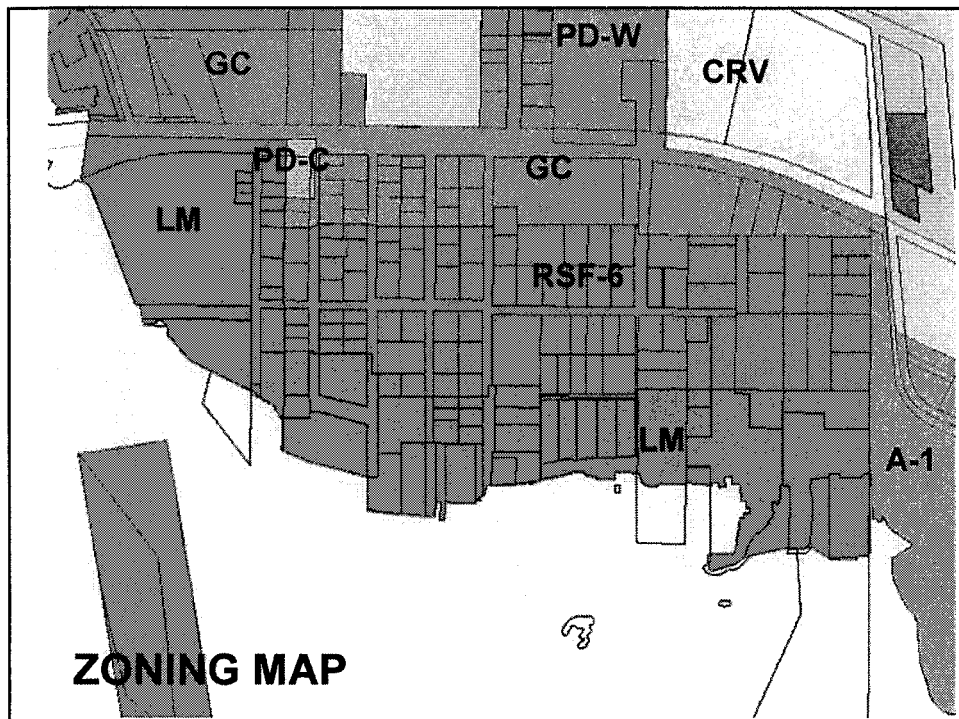 PD-W
GC
CRV
PD-C
GC
LM
RSF-6
LM
A-1
ZONING MAP